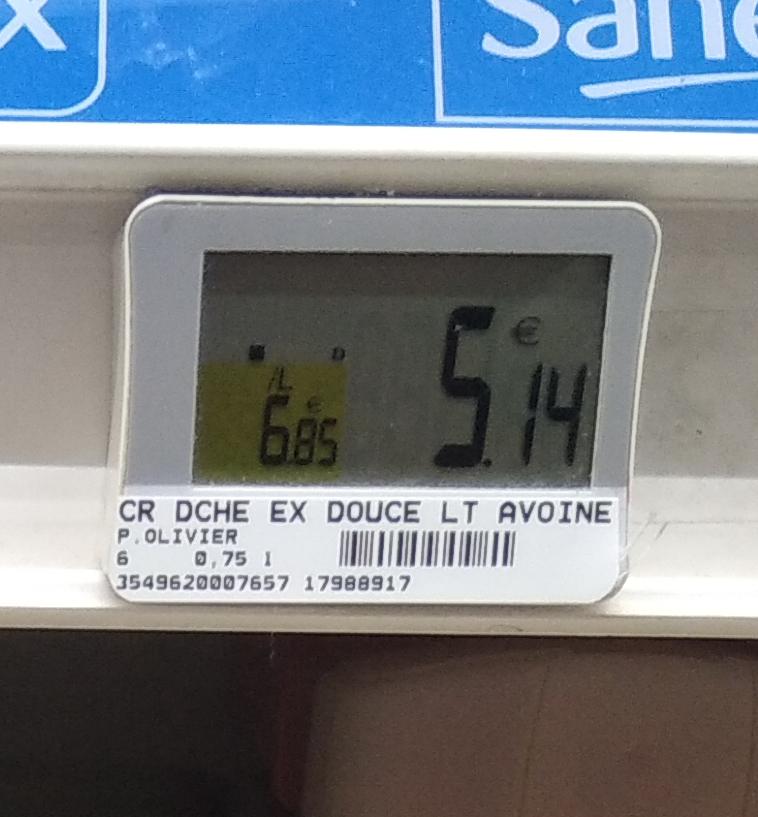 x
Sane
5.14 €
/L
6.85 €
CR DCHE EX DOUCE LT AVOINE
P.OLIVIER
6 0,75 l
3549620007657 17988917